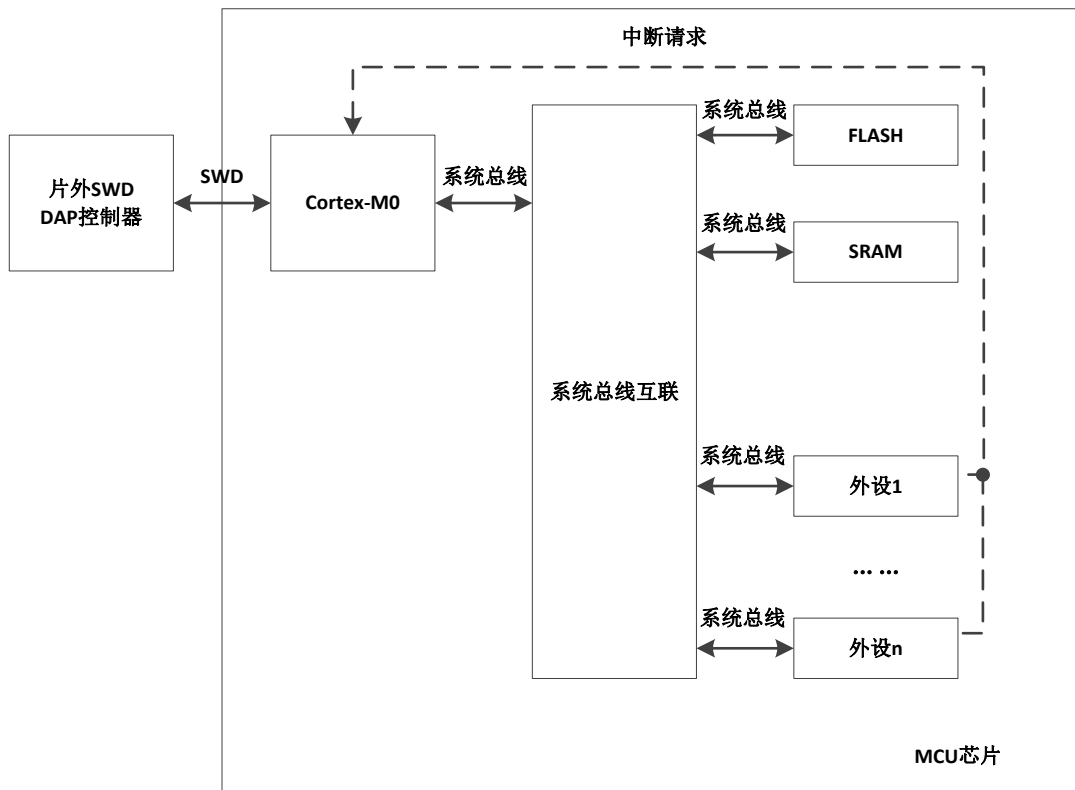 中断请求
系统总线
FLASH
片外SWD
DAP控制器
SWD
Cortex-M0
系统总线
系统总线
SRAM
系统总线互联
系统总线
外设1
... ...
系统总线
外设n
MCU芯片